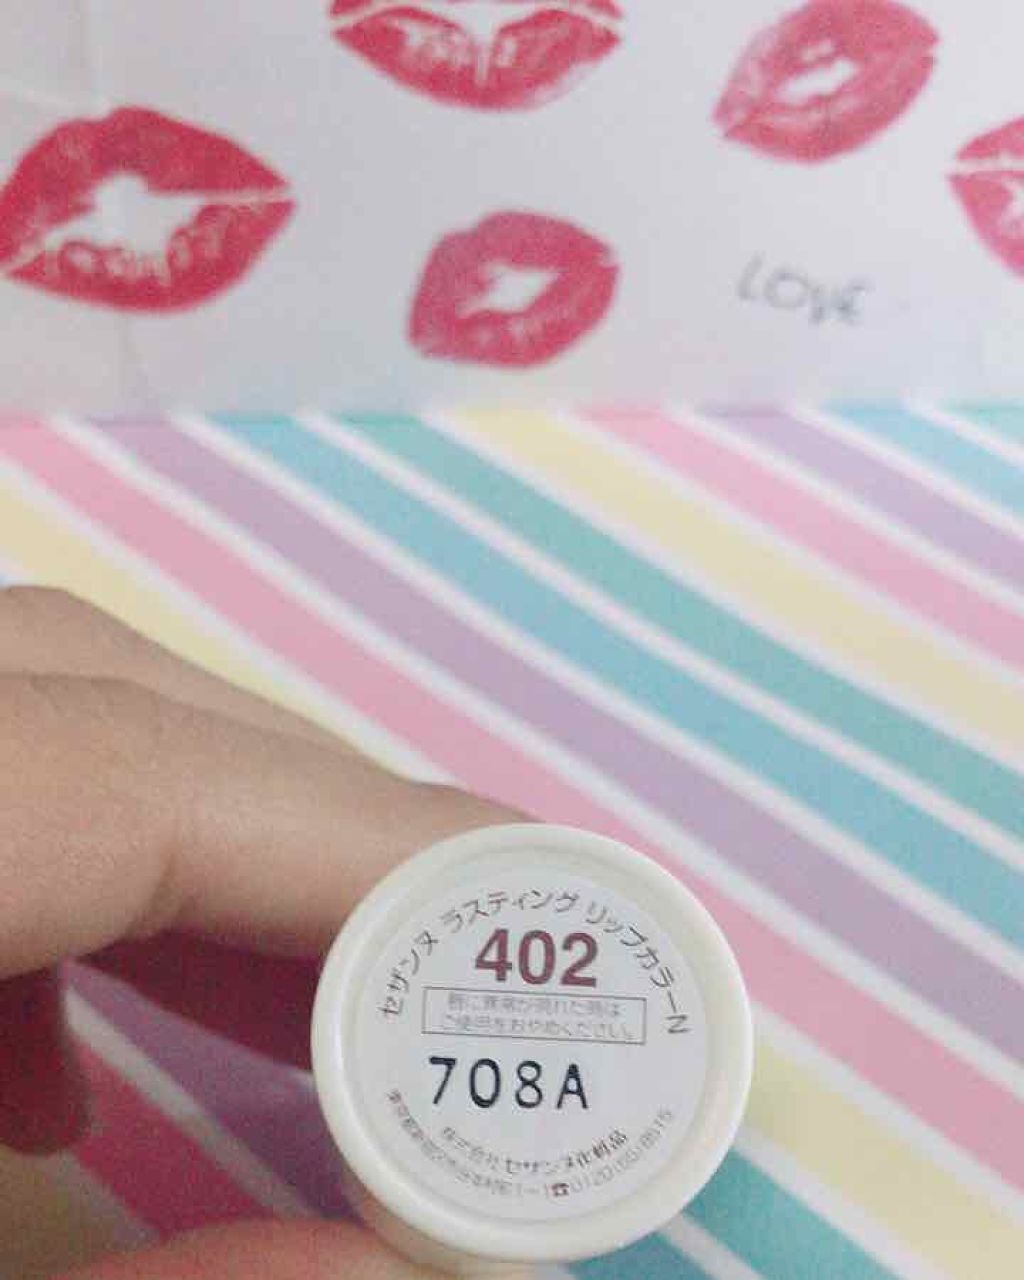 LOVE
セザンヌ ラスティング リップカラーN
402
唇に異常が現れた時は
ご使用をおやめください。
708A
株式会社 セザンヌ化粧品